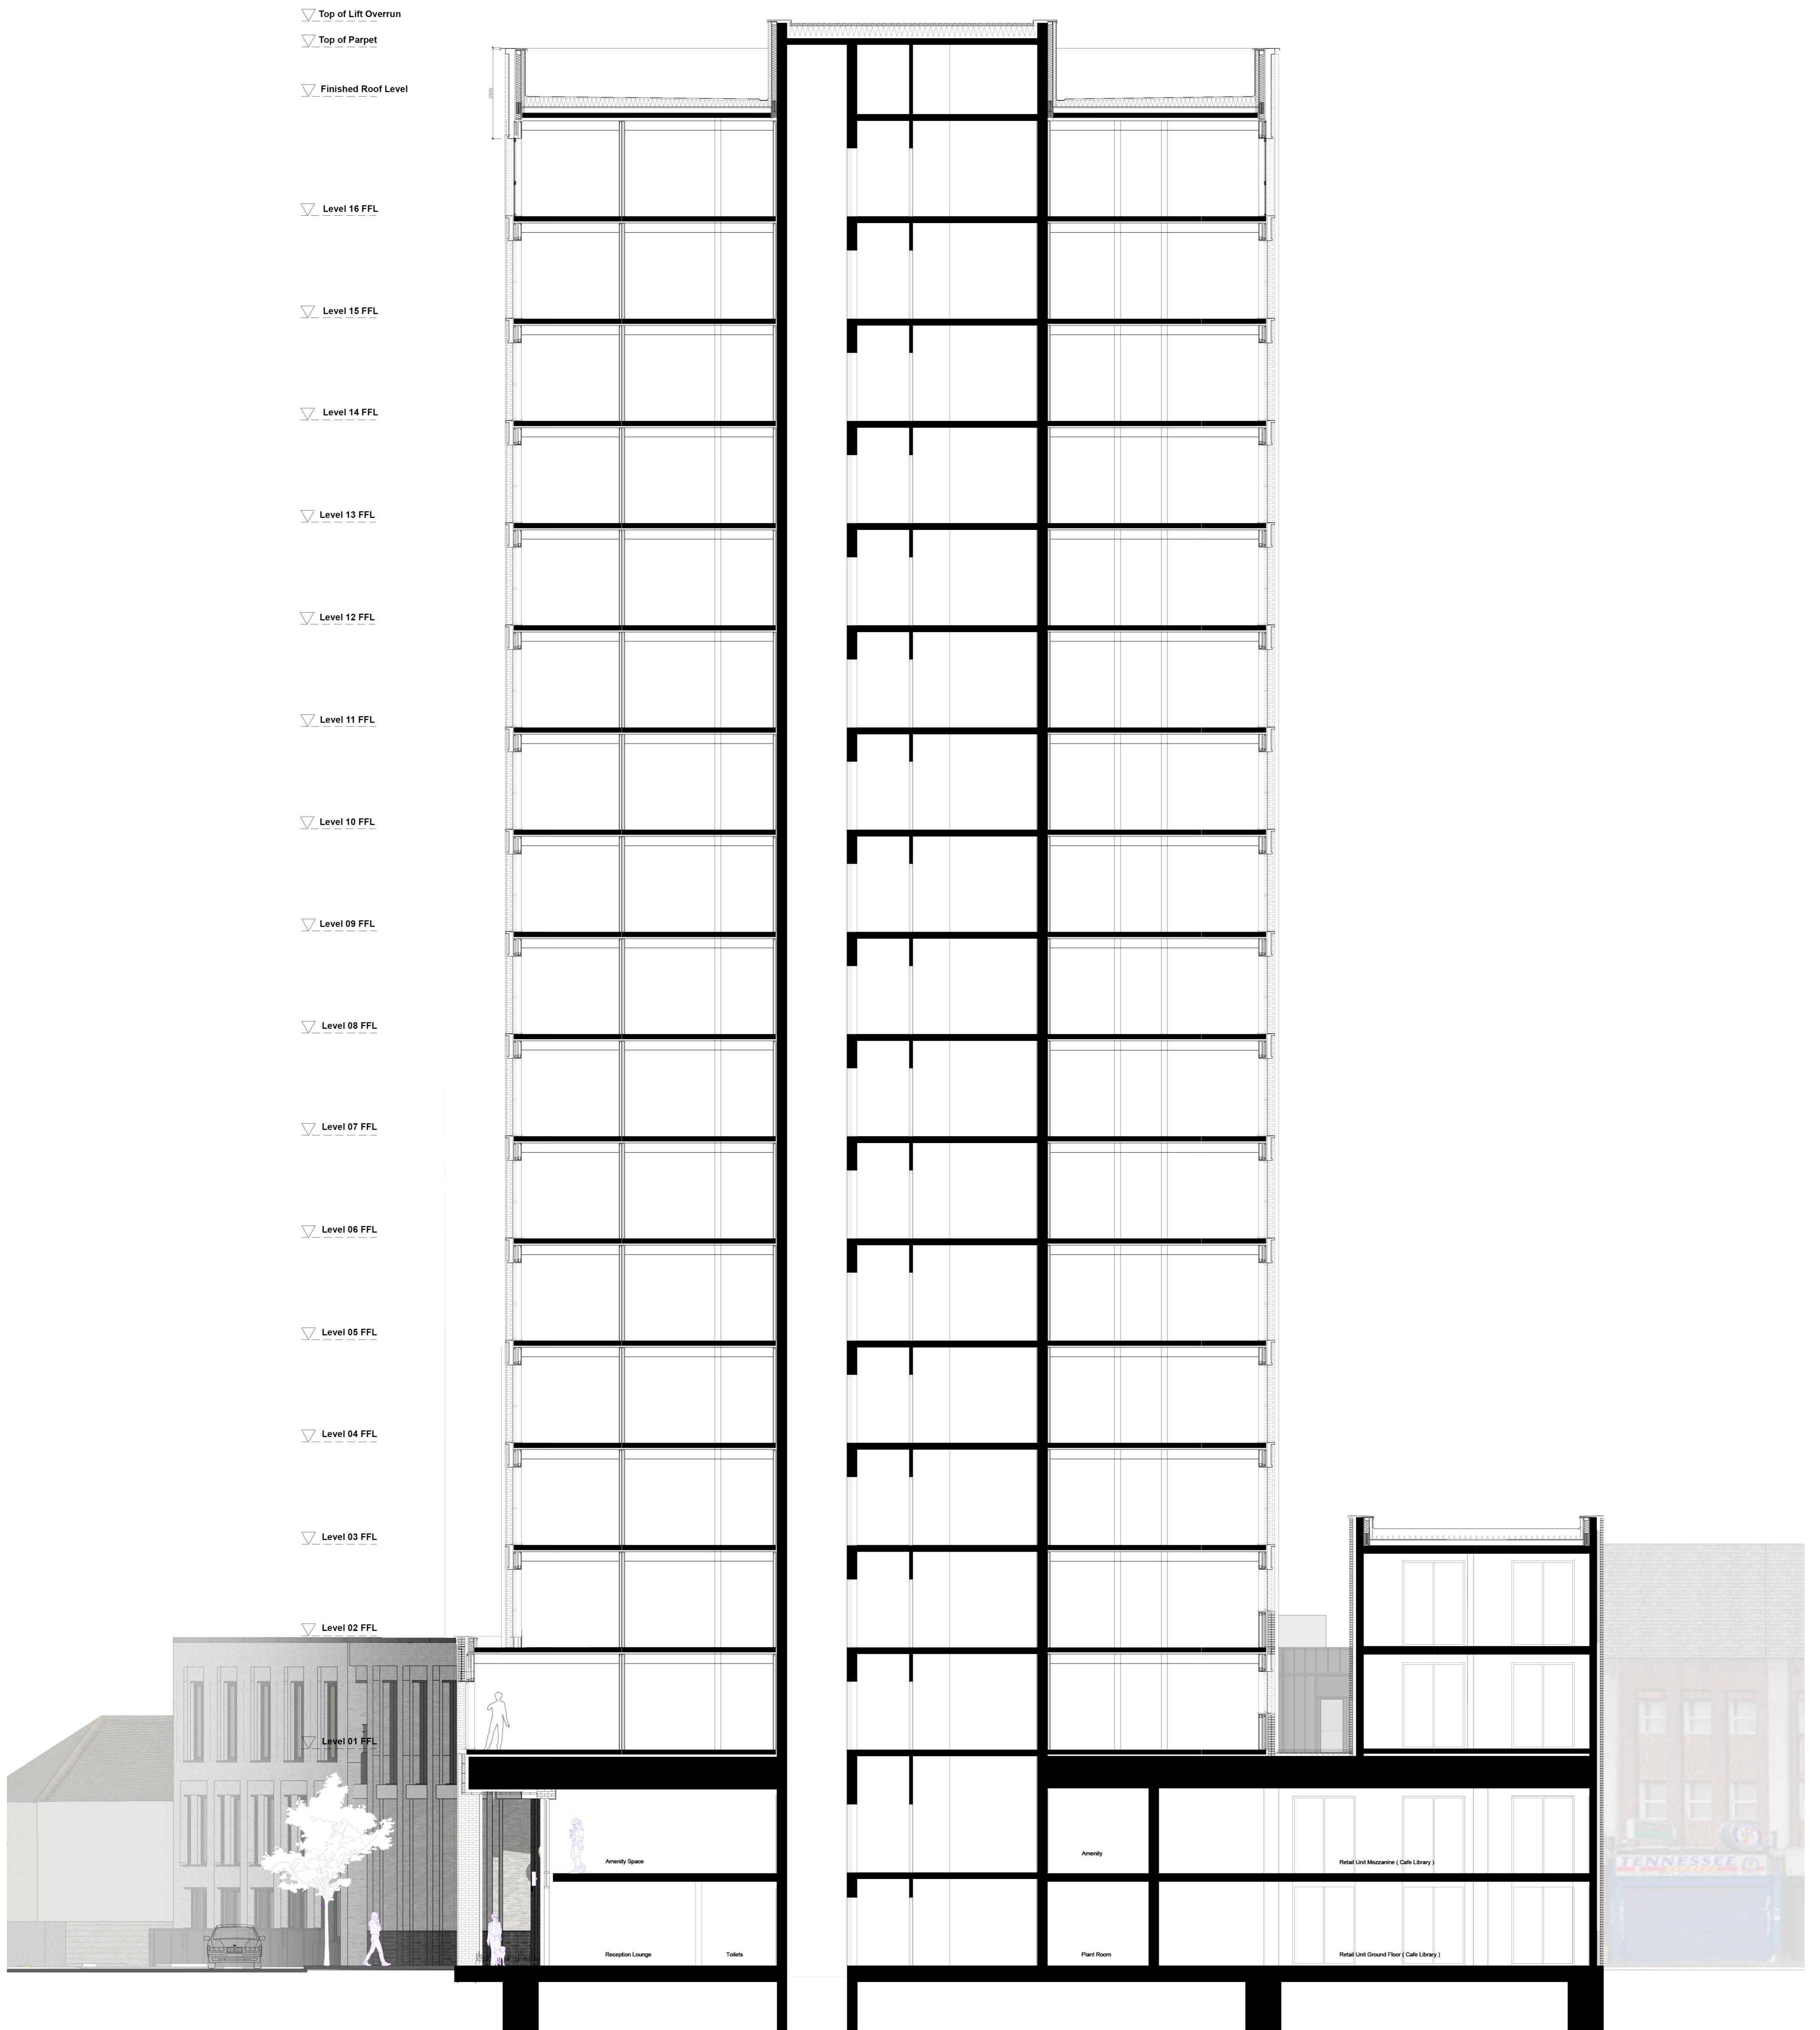 Top of Lift Overrun
Top of Parpet
Finished Roof Level
Level 16 FFL
Level 15 FFL
Level 14 FFL
Level 13 FFL
Level 12 FFL
Level 11 FFL
Level 10 FFL
Level 09 FFL
Level 08 FFL
Level 07 FFL
Level 06 FFL
Level 05 FFL
Level 04 FFL
Level 03 FFL
Level 02 FFL
Level 01 FFL
Amenity Space
Amenity
Retail Unit Mezzanine ( Cafe Library )
TENNESSEE
Reception Lounge
Toilets
Plant Room
Retail Unit Ground Floor ( Cafe Library )